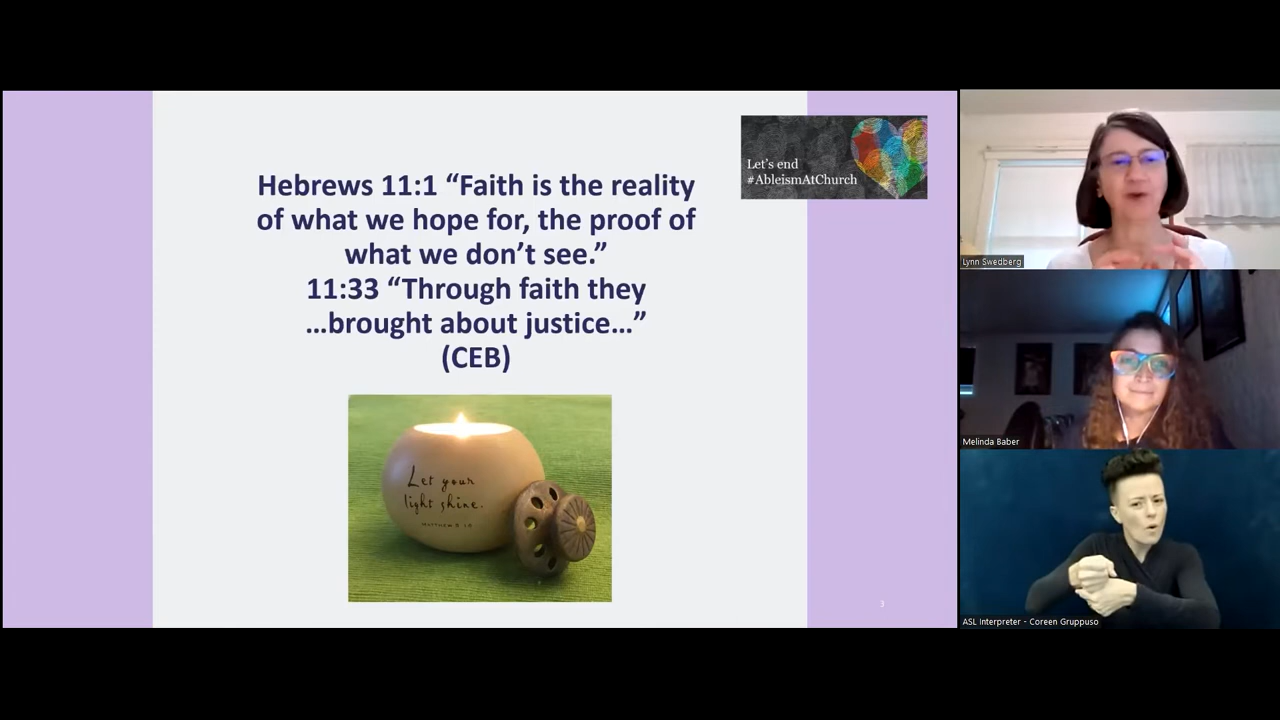 Hebrews 11:1 “Faith is the reality
of what we hope for, the proof of
what we don’t see.”
11:33 “Through faith they
…brought about justice…”
(CEB)
Let’s end
#AbleismAtChurch
Let your
light shine.
3
Lynn Swedberg
Melinda Baber
ASL Interpreter - Coreen Gruppuso